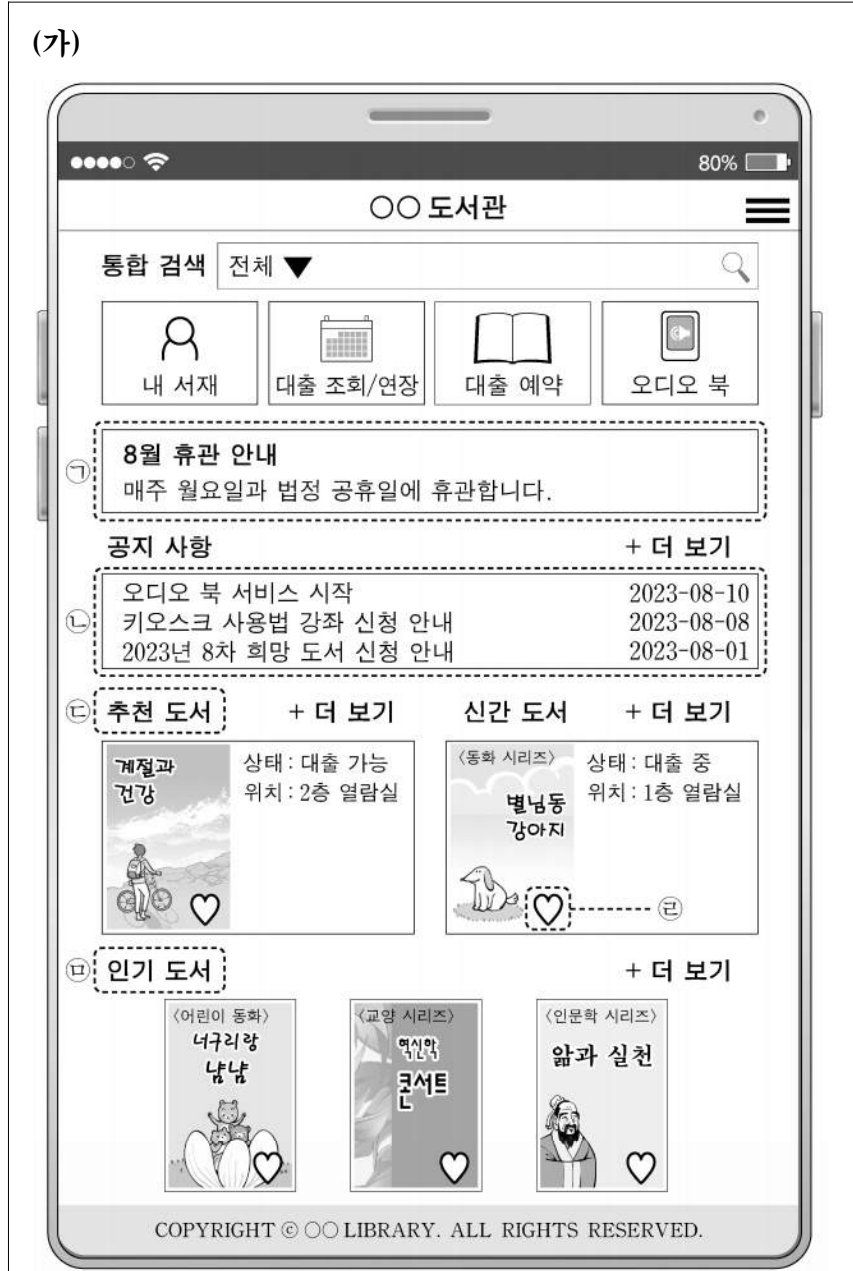 (가)
80%
○○ 도서관
통합 검색 전체 ▼
내 서재 대출 조회/연장 대출 예약 오디오 북
㉠
8월 휴관 안내
매주 월요일과 법정 공휴일에 휴관합니다.
공지 사항 + 더 보기
㉡
오디오 북 서비스 시작 2023-08-10
키오스크 사용법 강좌 신청 안내 2023-08-08
2023년 8차 희망 도서 신청 안내 2023-08-01
㉢ 추천 도서 + 더 보기 신간 도서 + 더 보기
계절과
건강
상태 : 대출 가능
위치 : 2층 열람실
〈동화 시리즈〉
별님동
강아지
상태 : 대출 중
위치 : 1층 열람실
㉣
㉤ 인기 도서 + 더 보기
〈어린이 동화〉
너구리랑
냠냠
〈교양 시리즈〉
혁신학
콘서트
〈인문학 시리즈〉
앎과 실천
COPYRIGHT ⓒ ○○ LIBRARY. ALL RIGHTS RESERVED.